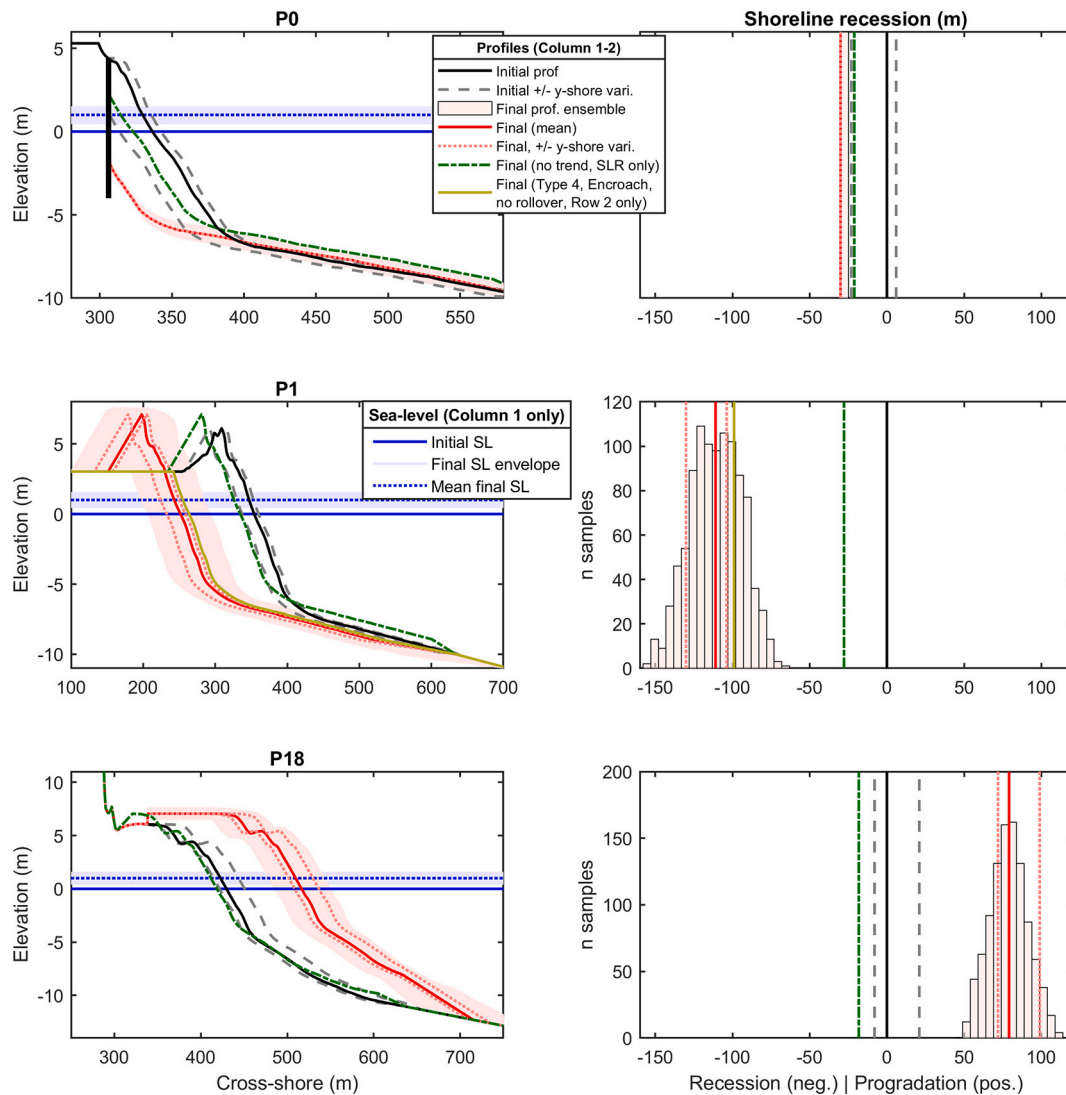 P0
Shoreline recession (m)
Profiles (Column 1-2)
Initial prof
Initial +/- y-shore vari.
Final prof. ensemble
Final (mean)
Final, +/- y-shore vari.
Final (no trend, SLR only)
Final (Type 4, Encroach,
no rollover, Row 2 only)
Elevation (m)
5
0
-5
-10
300 350 400 450 500 550
-150 -100 -50 0 50 100
P1
Sea-level (Column 1 only)
Initial SL
Final SL envelope
Mean final SL
Elevation (m)
5
0
-5
-10
100 200 300 400 500 600 700
n samples
120
100
80
60
40
20
0
-150 -100 -50 0 50 100
P18
Elevation (m)
10
5
0
-5
-10
300 400 500 600 700
Cross-shore (m)
n samples
200
150
100
50
0
-150 -100 -50 0 50 100
Recession (neg.) | Progradation (pos.)